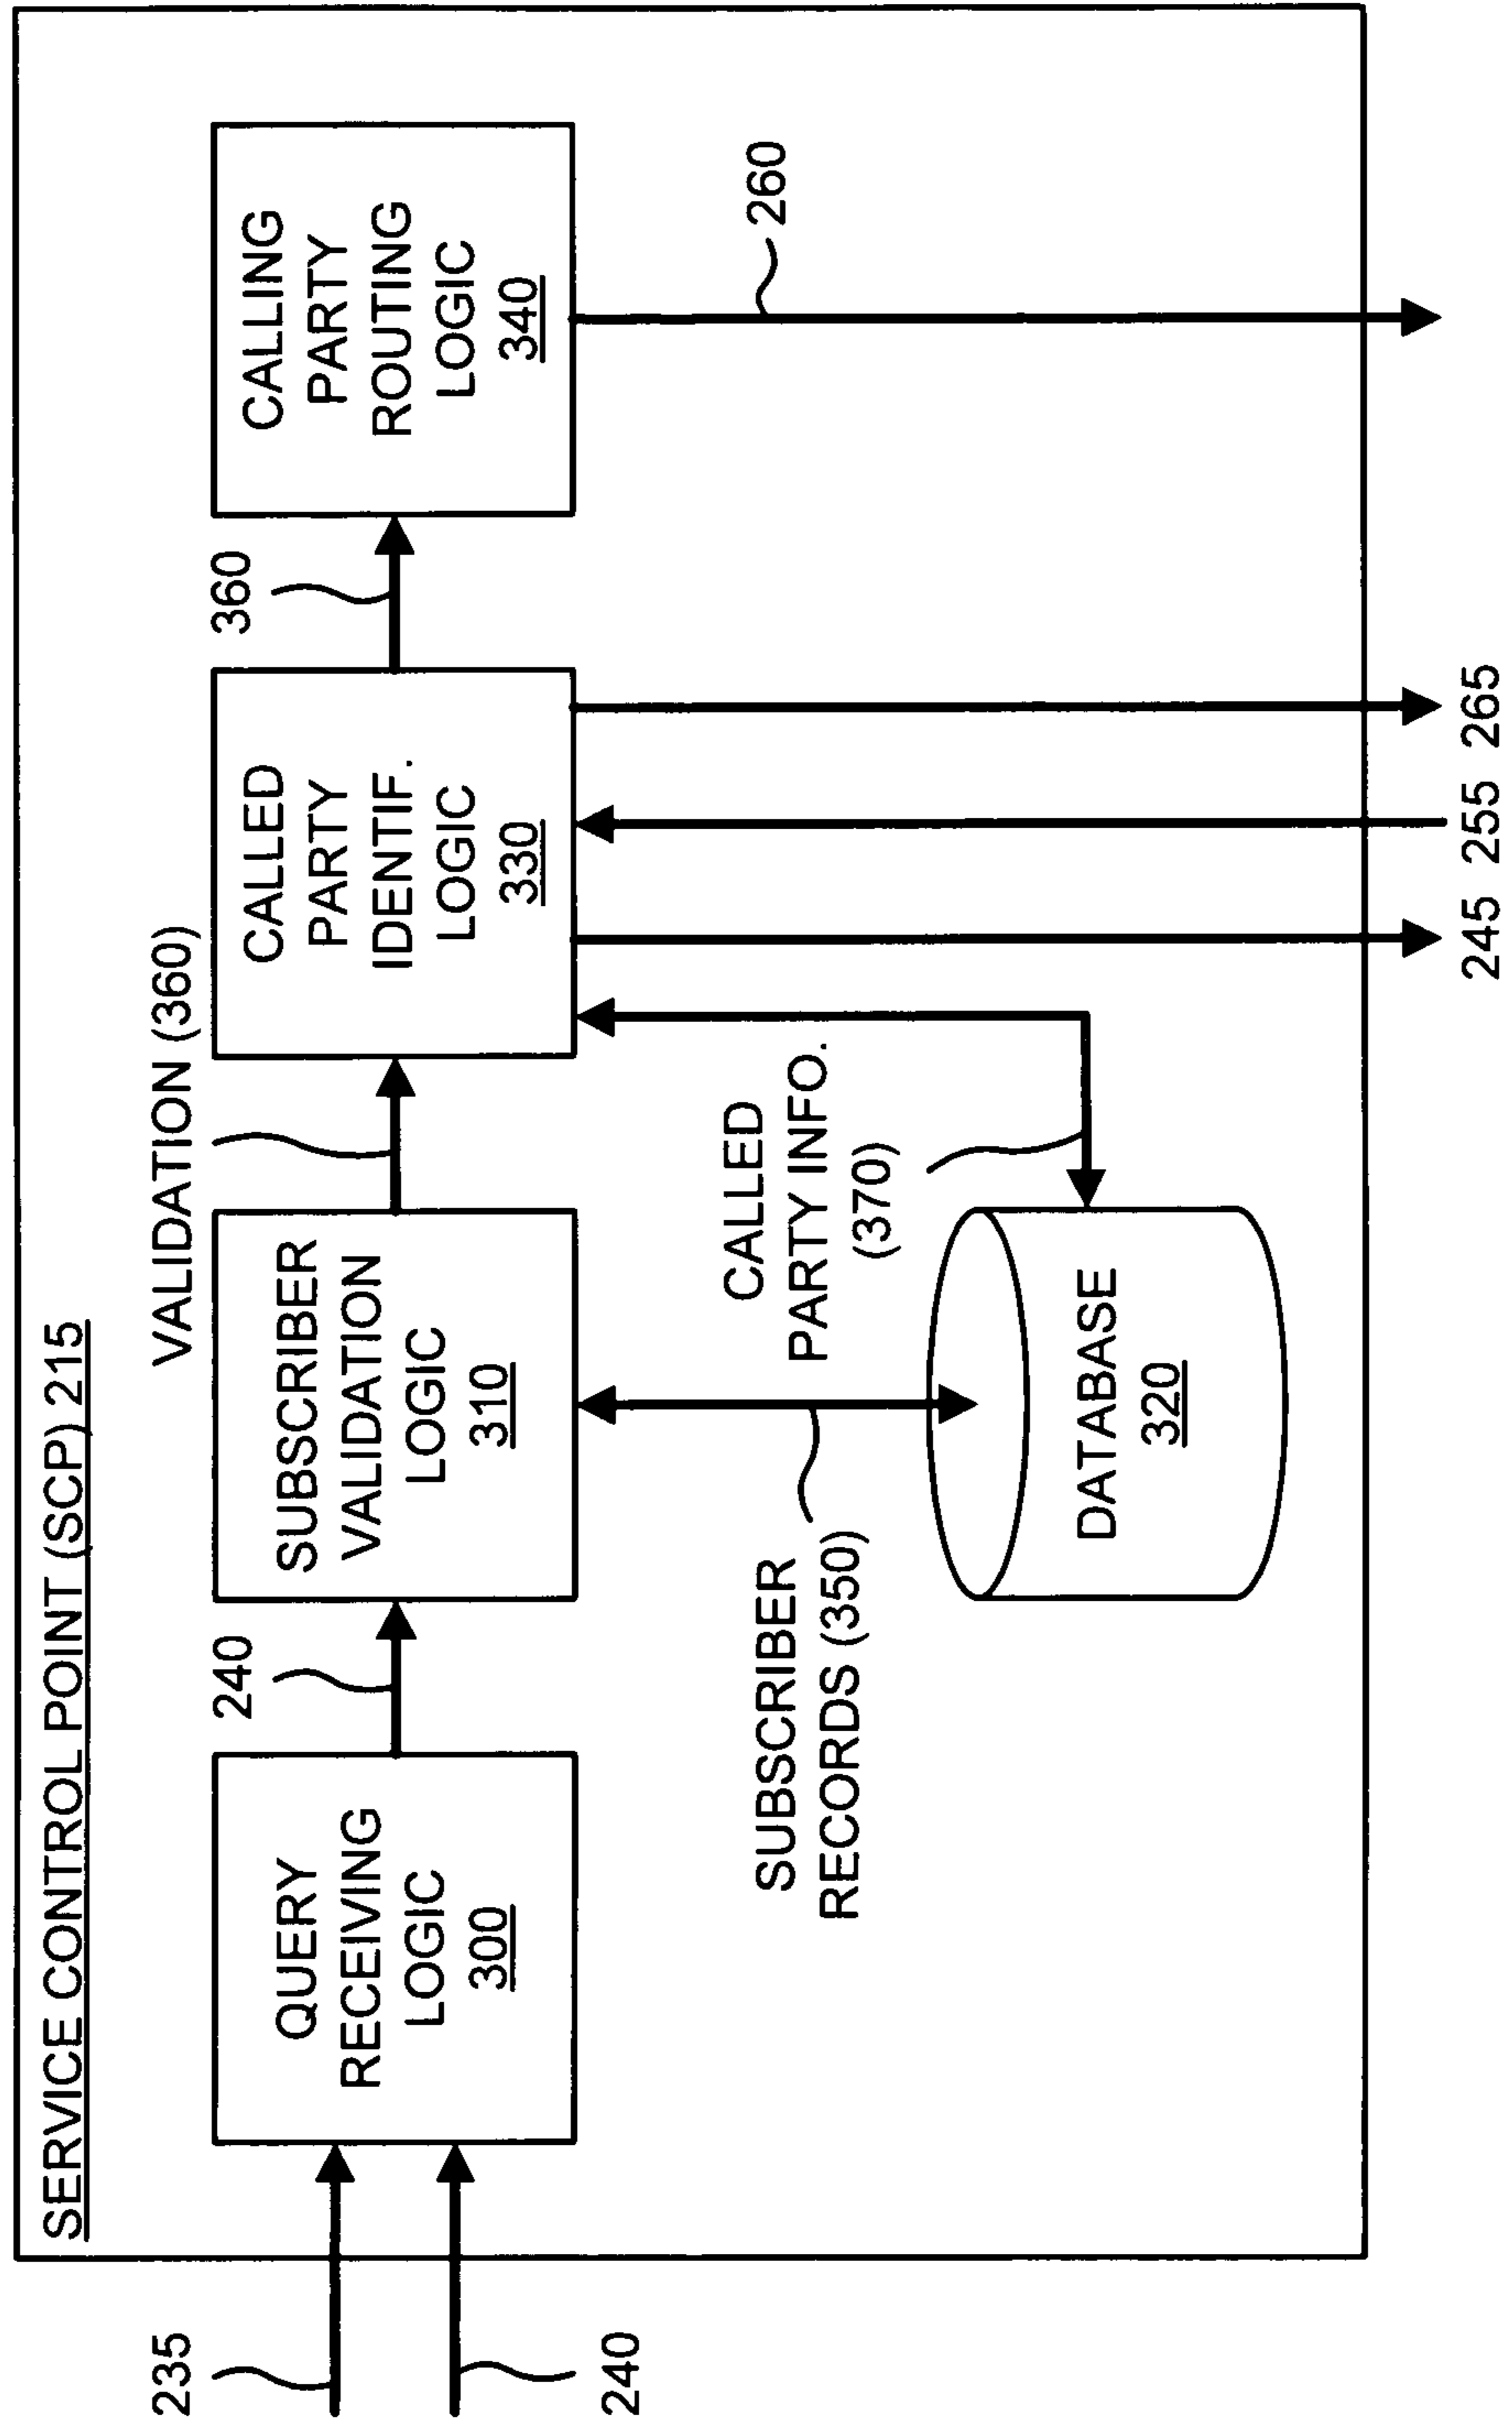 SERVICE CONTROL POINT (SCP) 215
235
240
QUERY
RECEIVING
LOGIC
300
240
SUBSCRIBER
VALIDATION
LOGIC
310
VALIDATION (360)
CALLED
PARTY
IDENTIF.
LOGIC
330
360
CALLING
PARTY
ROUTING
LOGIC
340
SUBSCRIBER
RECORDS (350)
CALLED
PARTY INFO.
(370)
DATABASE
320
260
245
255
265